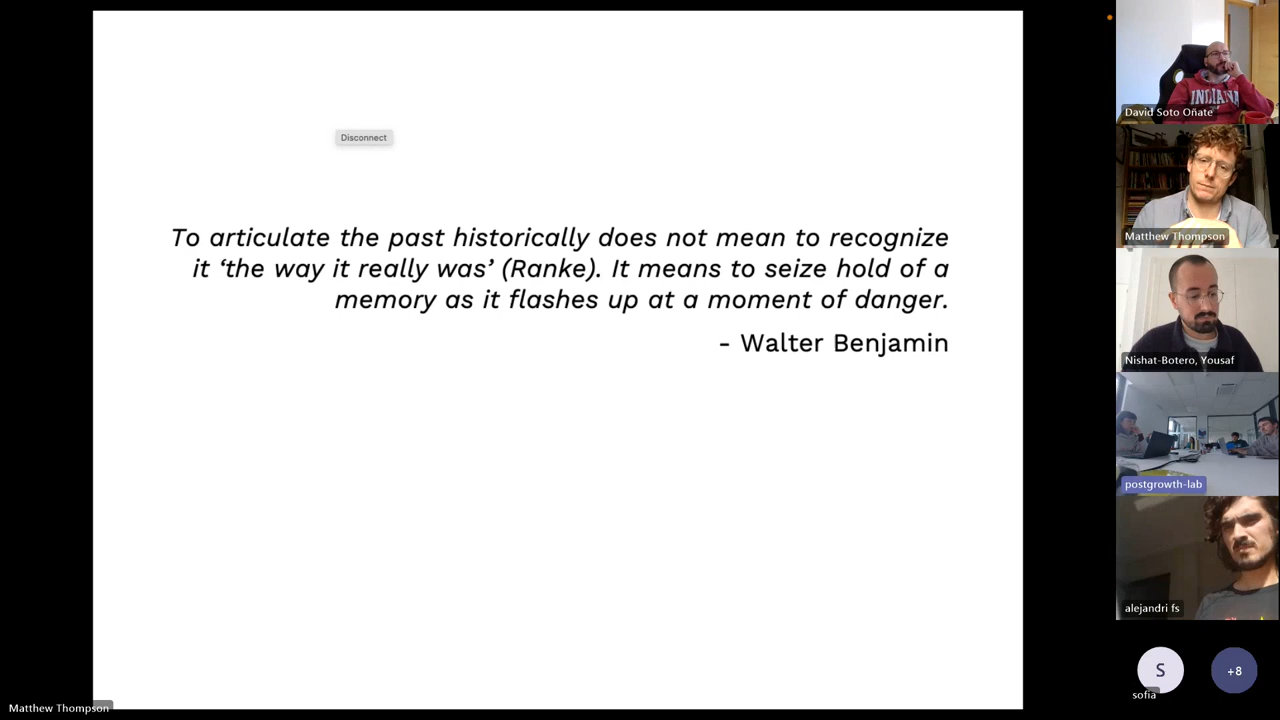 Disconnect
To articulate the past historically does not mean to recognize
it ‘the way it really was’ (Ranke). It means to seize hold of a
memory as it flashes up at a moment of danger.
- Walter Benjamin
Matthew Thompson
INDIANA
David Soto Oñate
Matthew Thompson
Nishat-Botero, Yousaf
postgrowth-lab
alejandri fs
S
sofia
+8